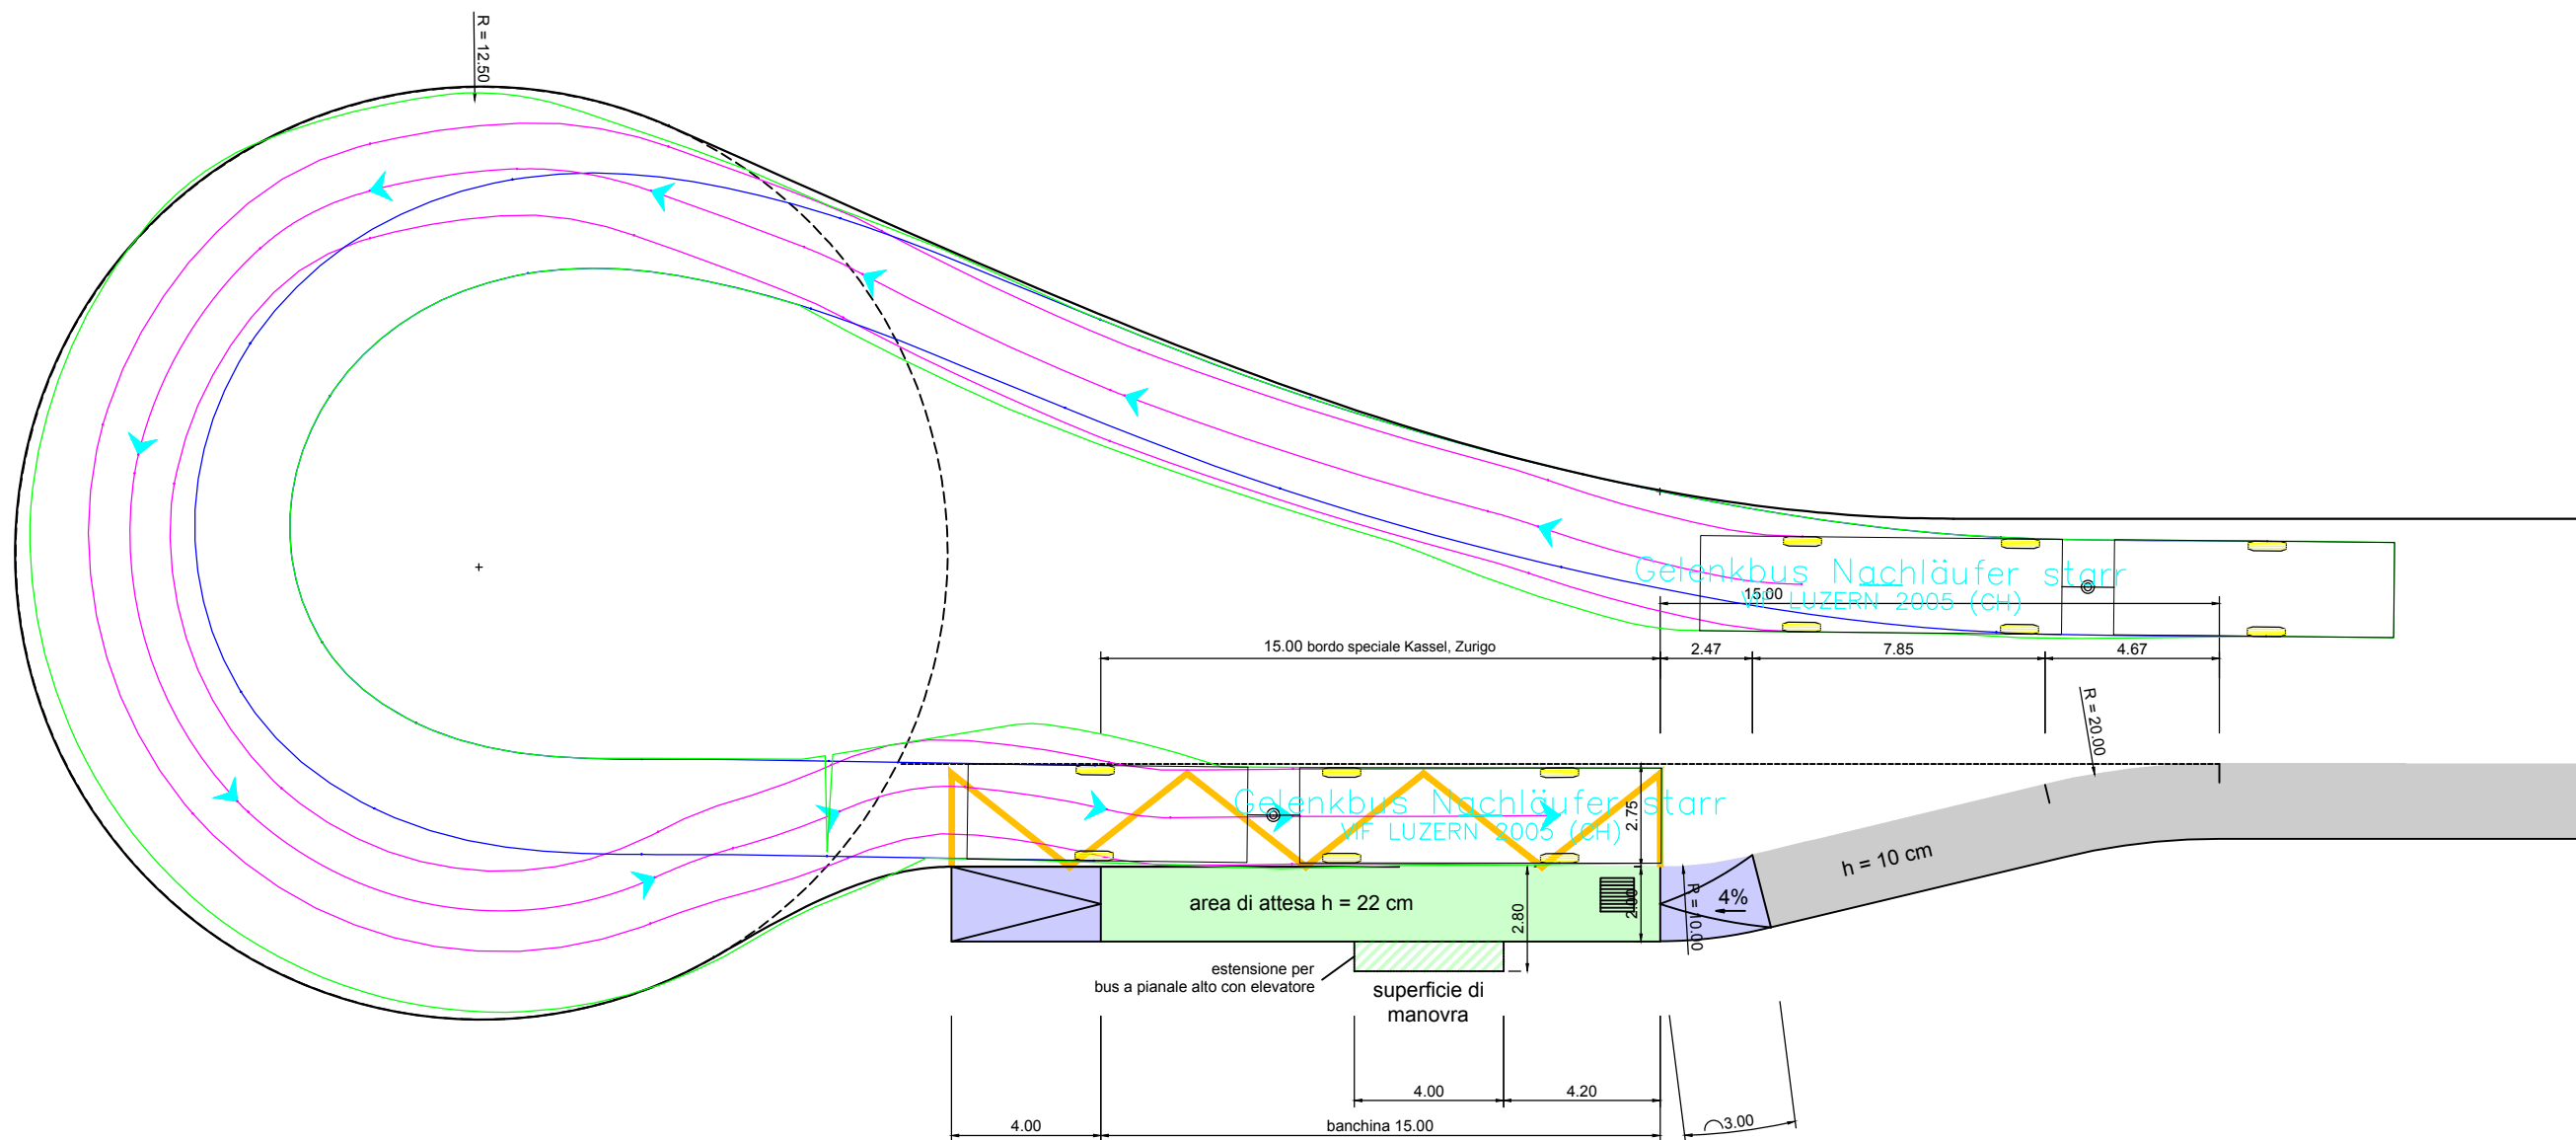 R = 12.50
Gelenkbus Nachläufer starr
VIF LUZERN 2005 (CH)
15.00
15.00 bordo speciale Kassel, Zurigo
2.47
7.85
4.67
R = 20.00
Gelenkbus Nachläufer starr
VIF LUZERN 2005 (CH)
2.75
h = 10 cm
area di attesa h = 22 cm
2.80
2.00
R = 10.00
4%
estensione per
bus a pianale alto con elevatore
superficie di
manovra
4.00
4.20
4.00
banchina 15.00
3.00